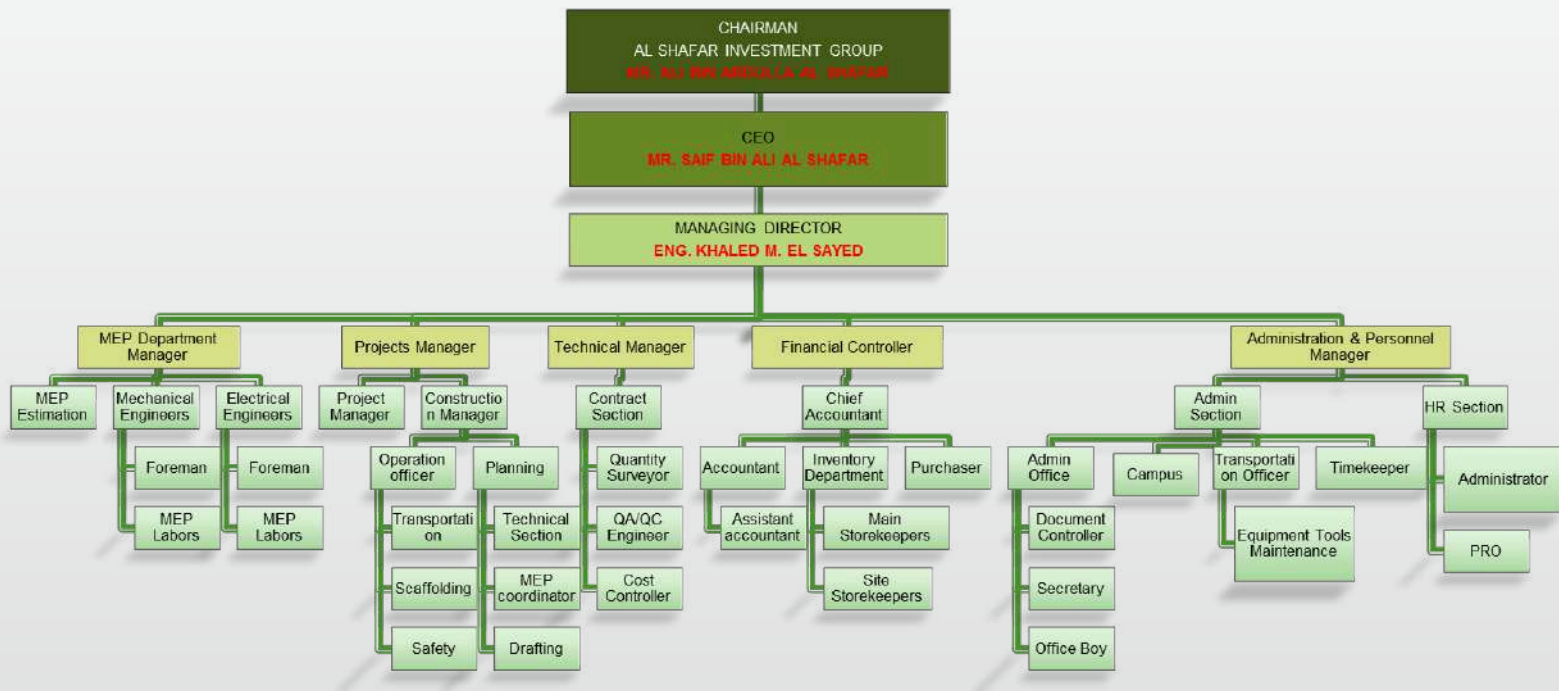 CHAIRMAN
AL SHAFAR INVESTMENT GROUP
MR. ALI BIN ABDULLA AL SHAFAR
CEO
MR. SAIF BIN ALI AL SHAFAR
MANAGING DIRECTOR
ENG. KHALED M. EL SAYED
MEP Department
Manager
Projects Manager
Technical Manager
Financial Controller
Administration & Personnel
Manager
MEP
Estimation
Mechanical
Engineers
Electrical
Engineers
Project
Manager
Constructio
n Manager
Contract
Section
Chief
Accountant
Admin
Section
HR Section
Foreman
Foreman
Operation
officer
Planning
Quantity
Surveyor
Accountant
Inventory
Department
Purchaser
Admin
Office
Campus
Transportati
on Officer
Timekeeper
Administrator
MEP
Labors
MEP
Labors
Transportati
on
Technical
Section
QA/QC
Engineer
Assistant
accountant
Main
Storekeepers
Document
Controller
Equipment Tools
Maintenance
PRO
Scaffolding
MEP
coordinator
Cost
Controller
Site
Storekeepers
Secretary
Safety
Drafting
Office Boy